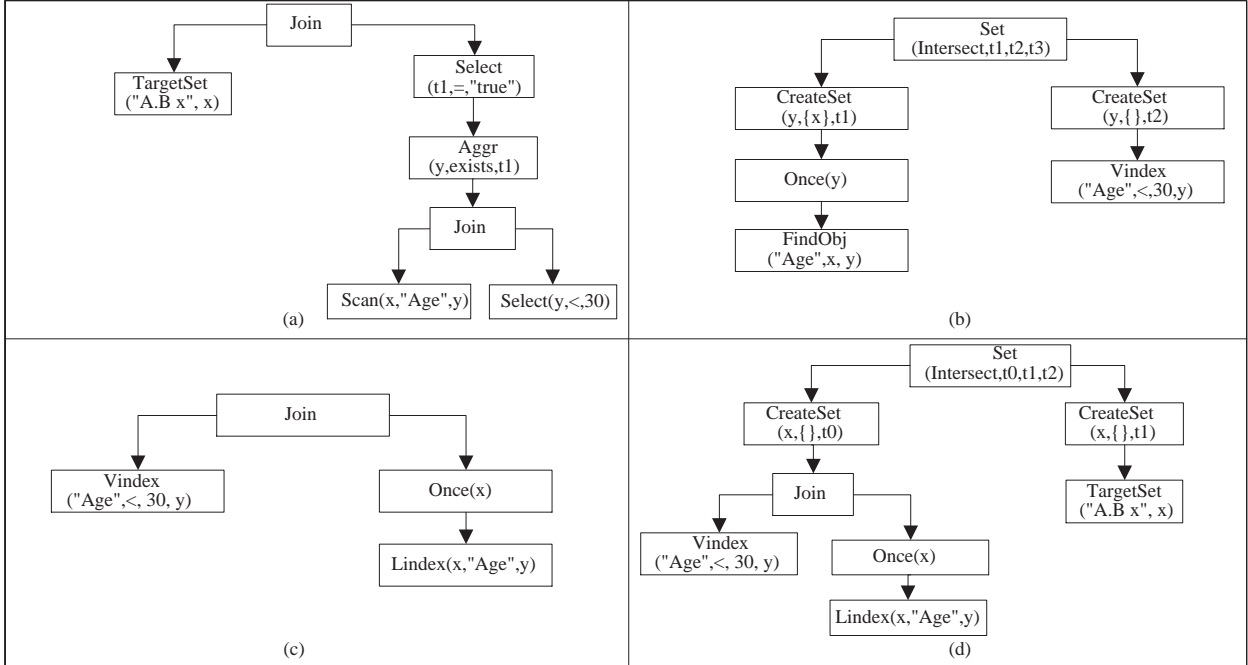 Join
TargetSet
("A.B x", x)
Select
(t1,=,"true")
Aggr
(y,exists,t1)
Join
Scan(x,"Age",y)
Select(y,<,30)
(a)
Set
(Intersect,t1,t2,t3)
CreateSet
(y,{x},t1)
CreateSet
(y,{},t2)
Once(y)
Vindex
("Age",<,30,y)
FindObj
("Age",x, y)
(b)
Join
Vindex
("Age",<, 30, y)
Once(x)
Lindex(x,"Age",y)
(c)
Set
(Intersect,t0,t1,t2)
CreateSet
(x,{},t0)
CreateSet
(x,{},t1)
Join
TargetSet
("A.B x", x)
Vindex
("Age",<, 30, y)
Once(x)
Lindex(x,"Age",y)
(d)